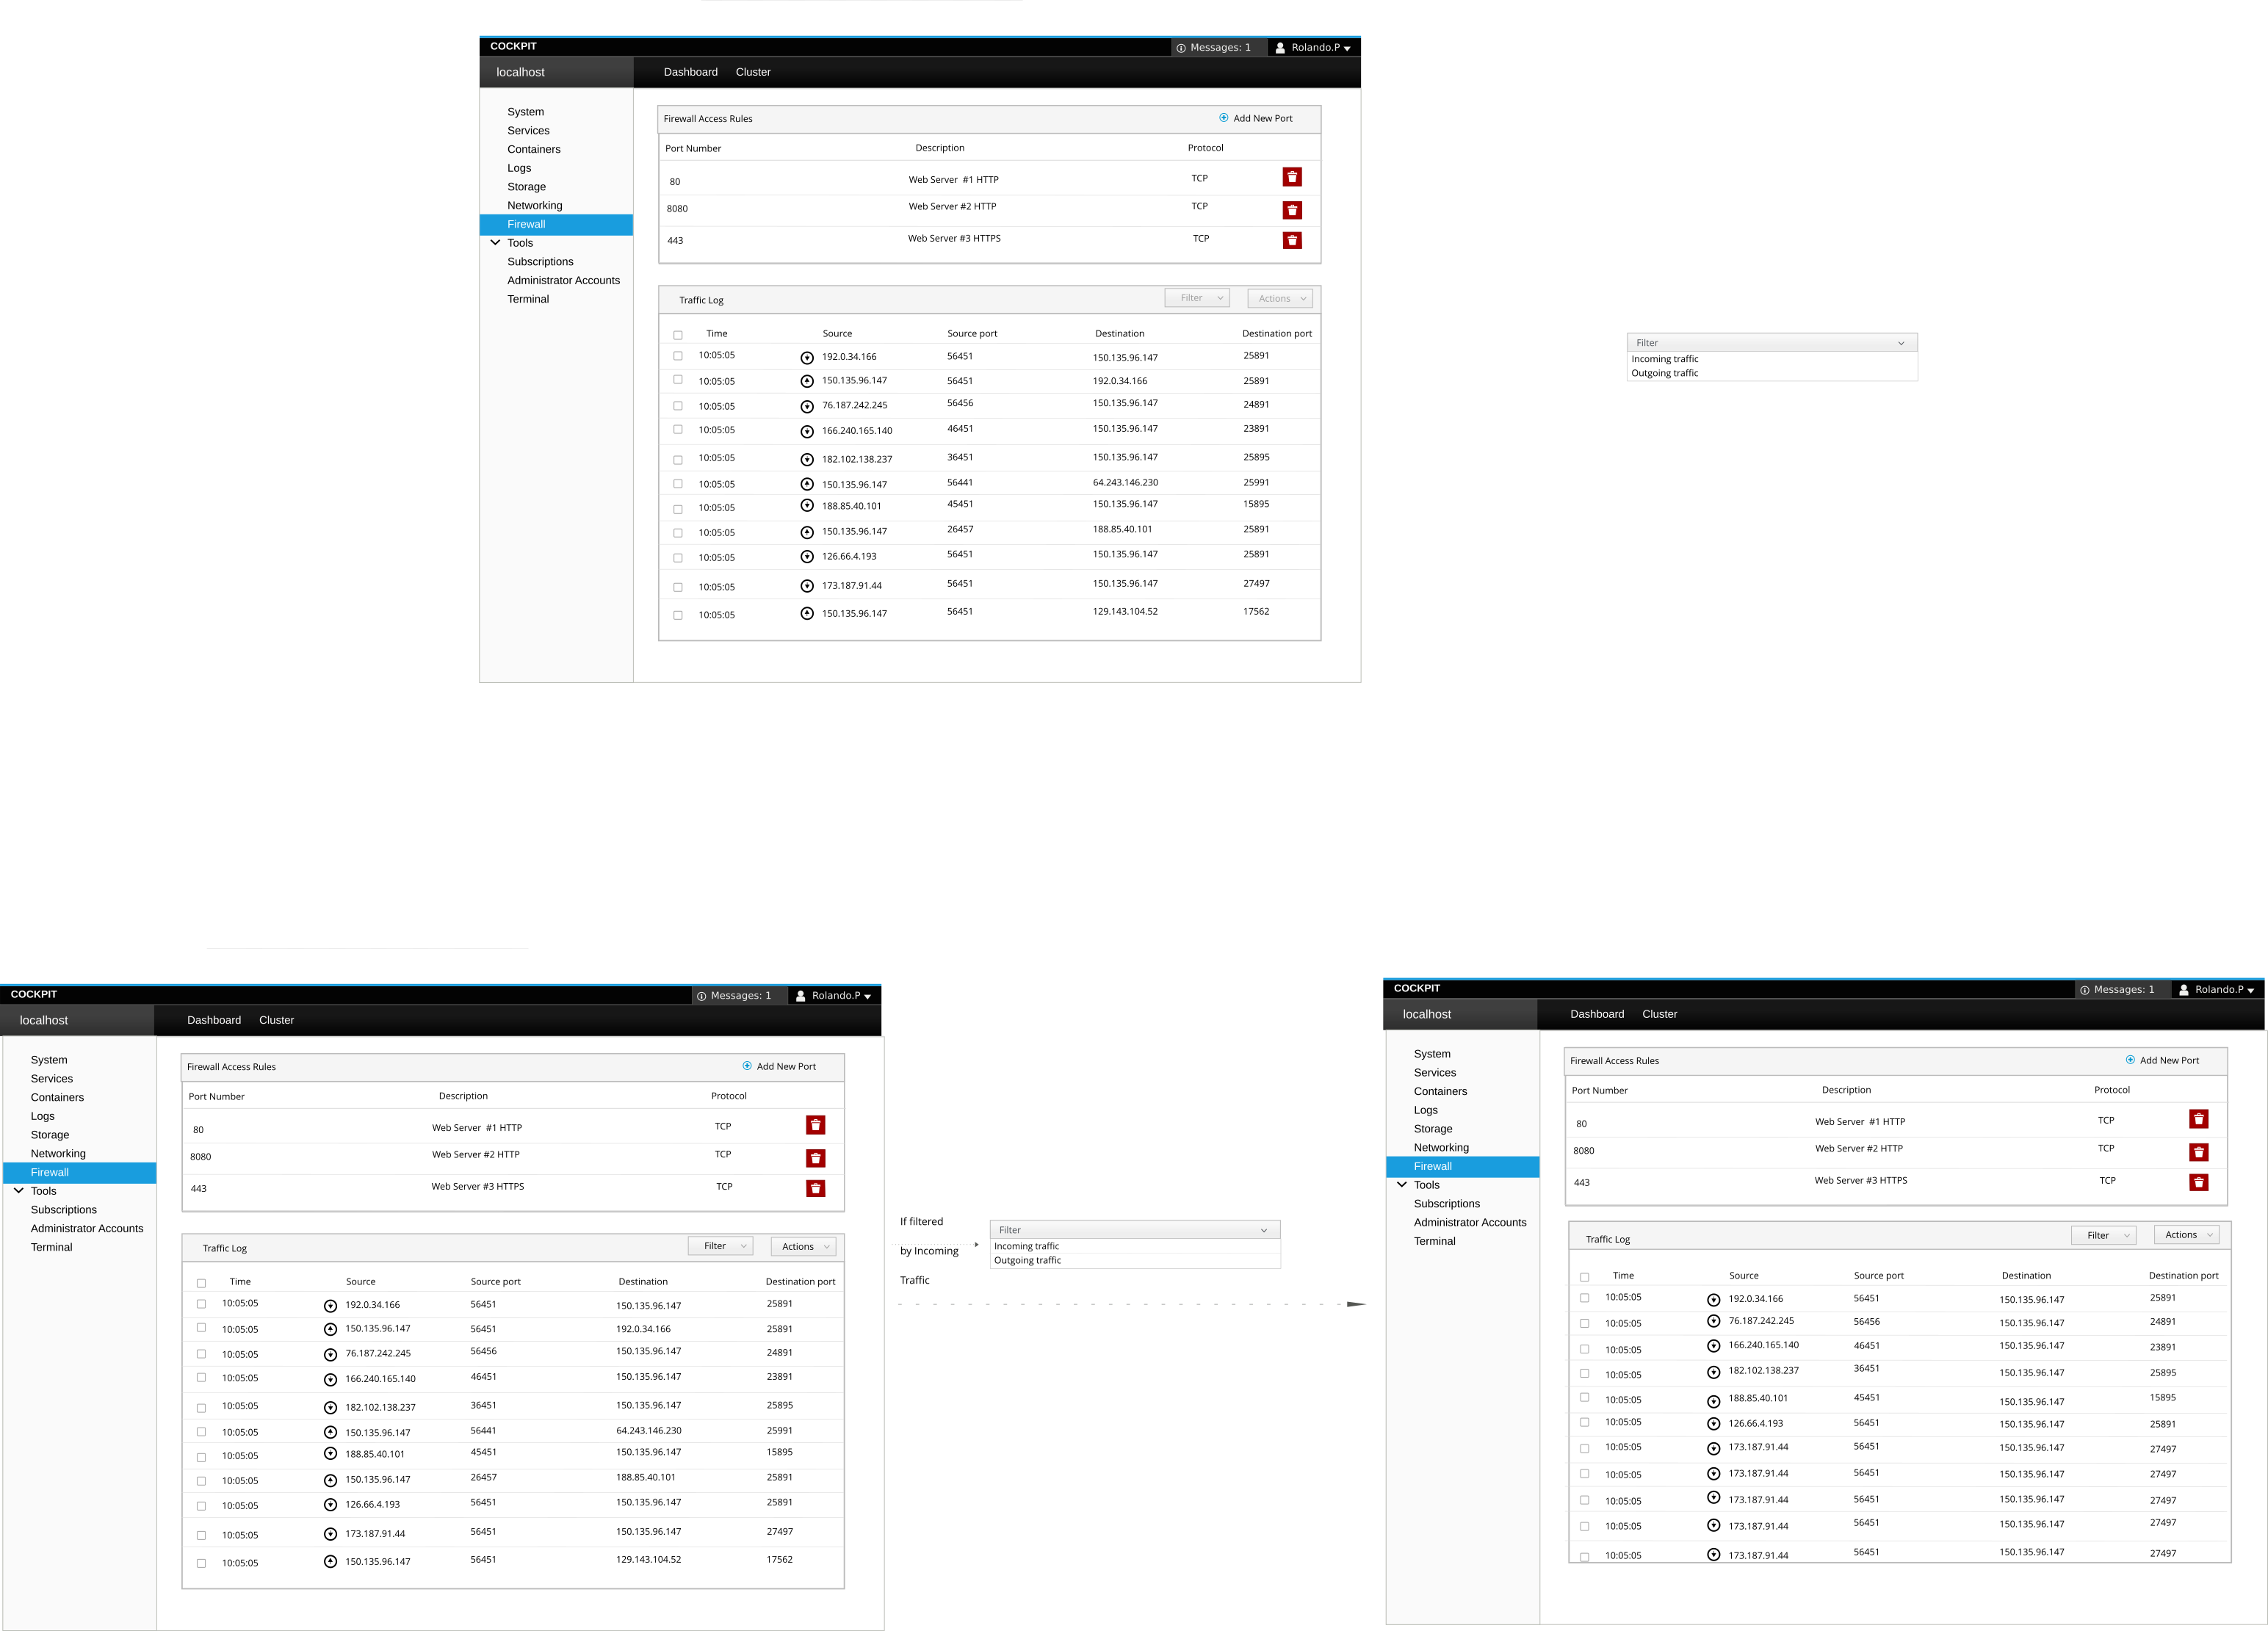 COCKPIT Messages: 1 Rolando.P
localhost Dashboard Cluster
System
Services
Containers
Logs
Storage
Networking
Firewall
Tools
Subscriptions
Administrator Accounts
Terminal
Firewall Access Rules Add New Port
Port Number Description Protocol
80 Web Server #1 HTTP TCP
8080 Web Server #2 HTTP TCP
443 Web Server #3 HTTPS TCP
Traffic Log Filter Actions
Time Source Source port Destination Destination port
10:05:05 192.0.34.166 56451 150.135.96.147 25891
10:05:05 150.135.96.147 56451 192.0.34.166 25891
10:05:05 76.187.242.245 56456 150.135.96.147 24891
10:05:05 166.240.165.140 46451 150.135.96.147 23891
10:05:05 182.102.138.237 36451 150.135.96.147 25895
10:05:05 150.135.96.147 56441 64.243.146.230 25991
10:05:05 188.85.40.101 45451 150.135.96.147 15895
10:05:05 150.135.96.147 26457 188.85.40.101 25891
10:05:05 126.66.4.193 56451 150.135.96.147 25891
10:05:05 173.187.91.44 56451 150.135.96.147 27497
10:05:05 150.135.96.147 56451 129.143.104.52 17562
Filter
Incoming traffic
Outgoing traffic
COCKPIT Messages: 1 Rolando.P
localhost Dashboard Cluster
System
Services
Containers
Logs
Storage
Networking
Firewall
Tools
Subscriptions
Administrator Accounts
Terminal
Firewall Access Rules Add New Port
Port Number Description Protocol
80 Web Server #1 HTTP TCP
8080 Web Server #2 HTTP TCP
443 Web Server #3 HTTPS TCP
Traffic Log Filter Actions
Time Source Source port Destination Destination port
10:05:05 192.0.34.166 56451 150.135.96.147 25891
10:05:05 150.135.96.147 56451 192.0.34.166 25891
10:05:05 76.187.242.245 56456 150.135.96.147 24891
10:05:05 166.240.165.140 46451 150.135.96.147 23891
10:05:05 182.102.138.237 36451 150.135.96.147 25895
10:05:05 150.135.96.147 56441 64.243.146.230 25991
10:05:05 188.85.40.101 45451 150.135.96.147 15895
10:05:05 150.135.96.147 26457 188.85.40.101 25891
10:05:05 126.66.4.193 56451 150.135.96.147 25891
10:05:05 173.187.91.44 56451 150.135.96.147 27497
10:05:05 150.135.96.147 56451 129.143.104.52 17562
If filtered
by Incoming
Traffic
Filter
Incoming traffic
Outgoing traffic
COCKPIT Messages: 1 Rolando.P
localhost Dashboard Cluster
System
Services
Containers
Logs
Storage
Networking
Firewall
Tools
Subscriptions
Administrator Accounts
Terminal
Firewall Access Rules Add New Port
Port Number Description Protocol
80 Web Server #1 HTTP TCP
8080 Web Server #2 HTTP TCP
443 Web Server #3 HTTPS TCP
Traffic Log Filter Actions
Time Source Source port Destination Destination port
10:05:05 192.0.34.166 56451 150.135.96.147 25891
10:05:05 76.187.242.245 56456 150.135.96.147 24891
10:05:05 166.240.165.140 46451 150.135.96.147 23891
10:05:05 182.102.138.237 36451 150.135.96.147 25895
10:05:05 188.85.40.101 45451 150.135.96.147 15895
10:05:05 126.66.4.193 56451 150.135.96.147 25891
10:05:05 173.187.91.44 56451 150.135.96.147 27497
10:05:05 173.187.91.44 56451 150.135.96.147 27497
10:05:05 173.187.91.44 56451 150.135.96.147 27497
10:05:05 173.187.91.44 56451 150.135.96.147 27497
10:05:05 173.187.91.44 56451 150.135.96.147 27497